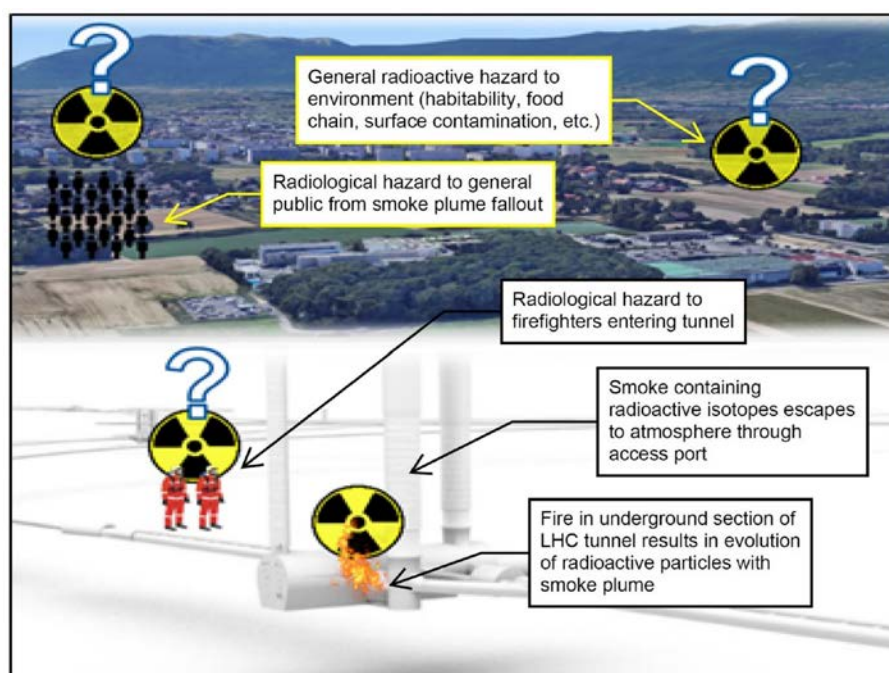 ?
?
General radioactive hazard to
environment (habitability, food
chain, surface contamination, etc.)
Radiological hazard to general
public from smoke plume fallout
Radiological hazard to
firefighters entering tunnel
?
Smoke containing
radioactive isotopes escapes
to atmosphere through
access port
Fire in underground section of
LHC tunnel results in evolution
of radioactive particles with
smoke plume